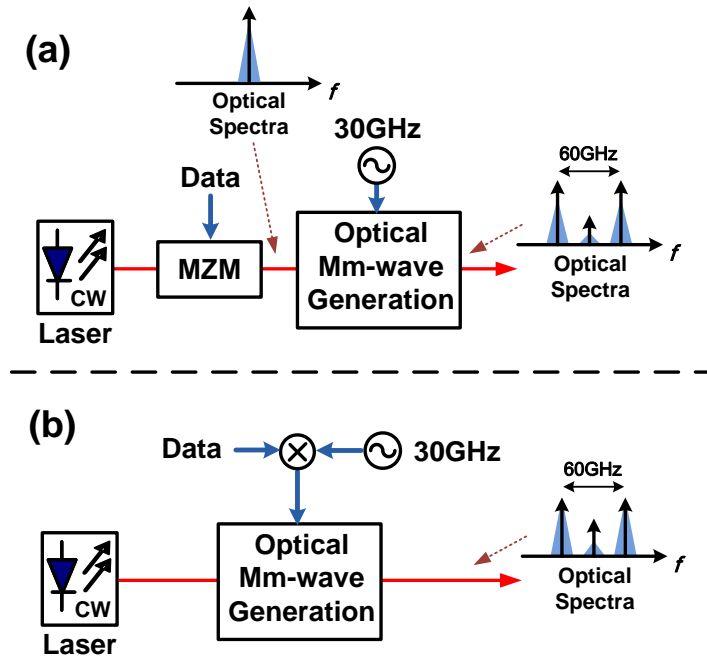 (a)
f
Optical
Spectra
30GHz
Data
60GHz
MZM
Optical
Mm-wave
Generation
f
Optical
Spectra
CW
Laser
(b)
Data
30GHz
60GHz
Optical
Mm-wave
Generation
f
Optical
Spectra
CW
Laser